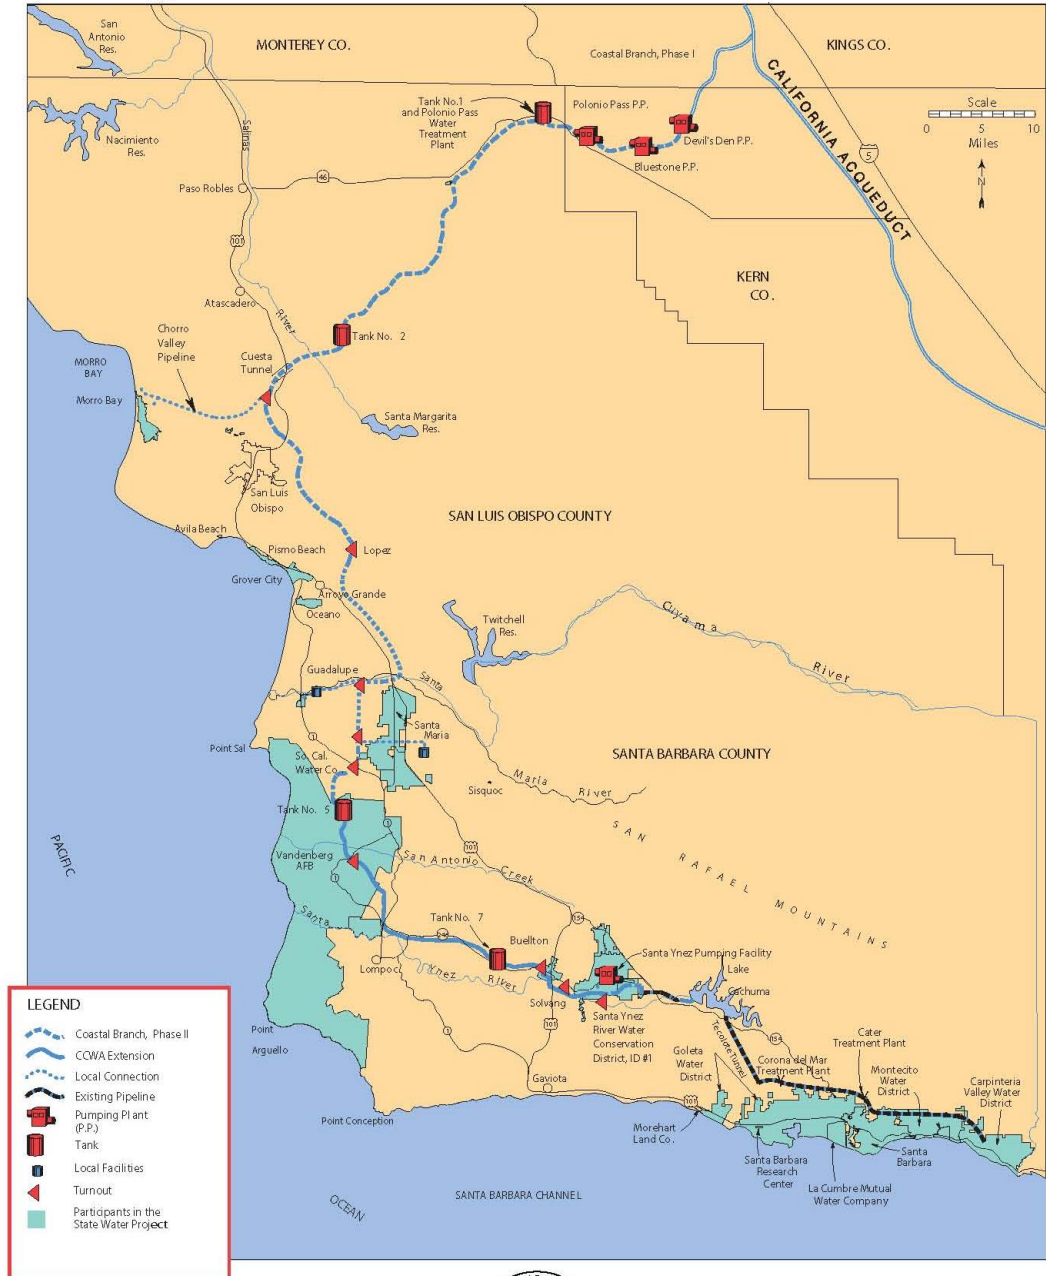 San
Antonio
Res.
MONTEREY CO.
Coastal Branch, Phase I
KINGS CO.
CALIFORNIA ACQUEDUCT
Scale
0 5 10
Miles
N
5
Nacimiento
Res.
Salinas
River
Tank No.1
and Polonio Pass
Water
Treatment
Plant
Polonio Pass P.P.
Devil's Den P.P.
Bluestone P.P.
Paso Robles
46
101
KERN
CO.
Atascadero
Chorro
Valley
Pipeline
Cuesta
Tunnel
Tank No. 2
MORRO
BAY
Morro Bay
Santa Margarita
Res.
San Luis
Obispo
SAN LUIS OBISPO COUNTY
Avila Beach
Pismo Beach
Lopez
Grover City
Arroyo Grande
Oceano
Twitchell
Res.
Cuyama
River
Guadalupe
Santa
Maria
River
Santa
Maria
1
Point Sal
So. Cal.
Water Co.
SANTA BARBARA COUNTY
Sisquoc
Tank No. 5
1
101
SAN RAFAEL MOUNTAINS
PACIFIC
OCEAN
Vandenberg
AFB
1
San Antonio Creek
Santa
Ynez River
Tank No. 7
246
154
Buellton
Santa Ynez Pumping Facility
Lake
Cachuma
Lompoc
Solvang
Santa Ynez
River Water
Conservation
District, ID #1
101
1
Tecolote Tunnel
154
Cater
Treatment Plant
Goleta
Water
District
Corona del Mar
Treatment Plant
Montecito
Water
District
Carpinteria
Valley Water
District
Point
Arguello
Gaviota
101
Point Conception
Morehart
Land Co.
Santa Barbara
Research
Center
Santa
Barbara
La Cumbre Mutual
Water Company
SANTA BARBARA CHANNEL
LEGEND
Coastal Branch, Phase II
CCWA Extension
Local Connection
Existing Pipeline
Pumping Plant
(P.P.)
Tank
Local Facilities
Turnout
Participants in the
State Water Project